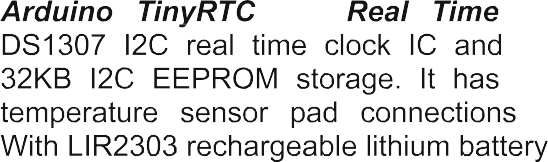 Arduino TinyRTC Real Time
DS1307 I2C real time clock IC and
32KB I2C EEPROM storage. It has
temperature sensor pad connections
With LIR2303 rechargeable lithium battery